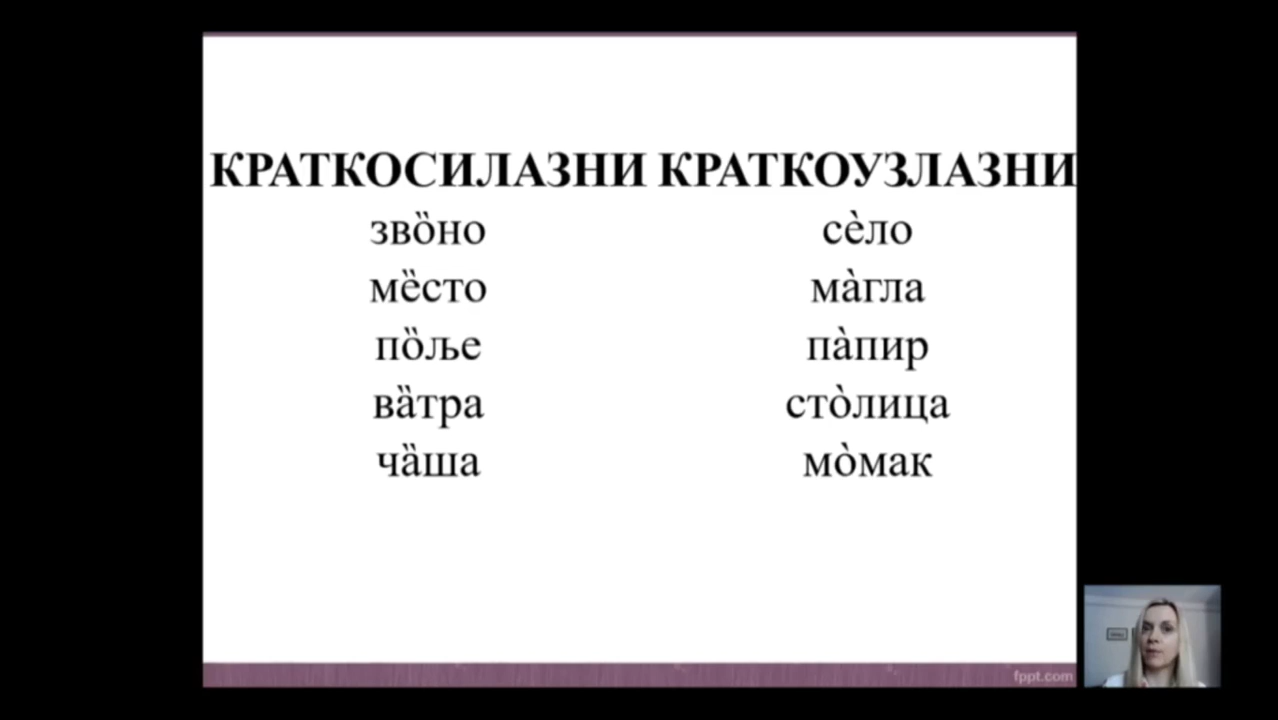 КРАТКОСИЛАЗНИ КРАТКОУЗЛАЗНИ
зво̏но сѐло
ме̏сто ма̀гла
по̏ље па̀пир
ва̏тра сто̀лица
ча̏ша мо̀мак
fppt.com